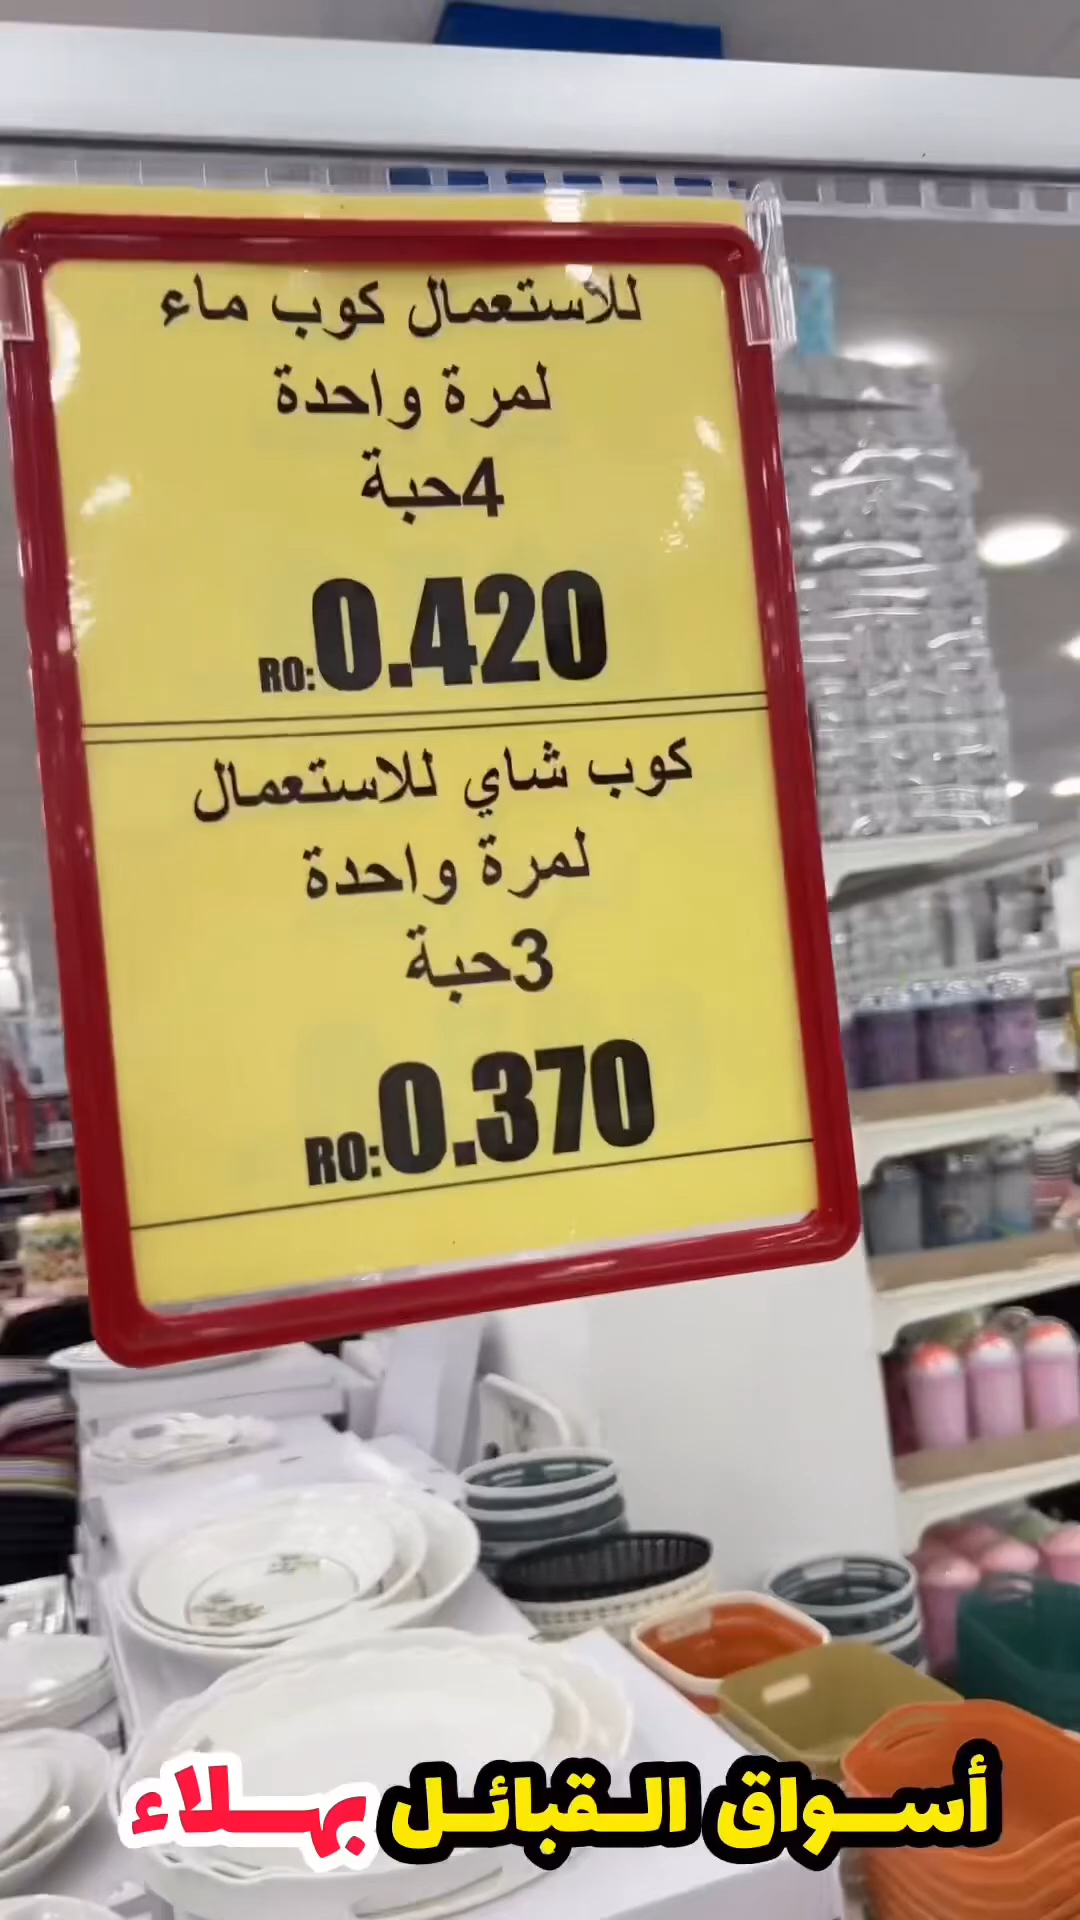 للاستعمال كوب ماء
لمرة واحدة
4حبة
RO:0.420
كوب شاي للاستعمال
لمرة واحدة
3حبة
RO:0.370
أسواق القبائل بهلاء